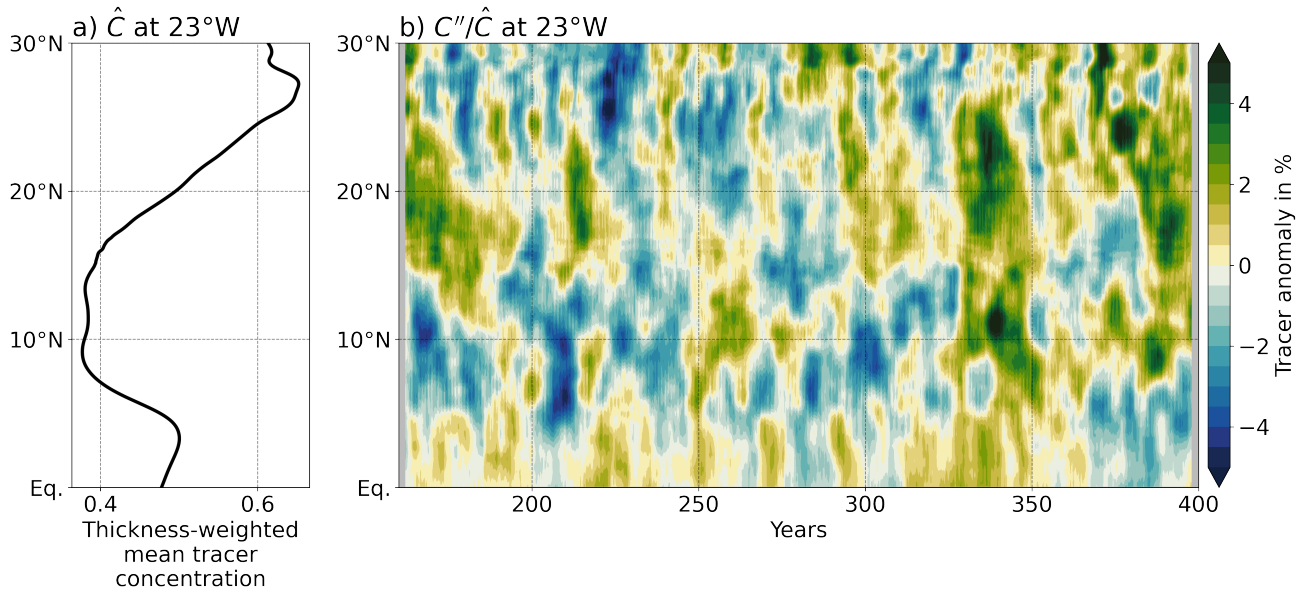 a) Ĉ at 23°W
b) C″/Ĉ at 23°W
30°N
20°N
10°N
Eq.
0.4 0.6
Thickness-weighted
mean tracer
concentration
30°N
20°N
10°N
Eq.
200 250 300 350 400
Years
4
2
0
−2
−4
Tracer anomaly in %